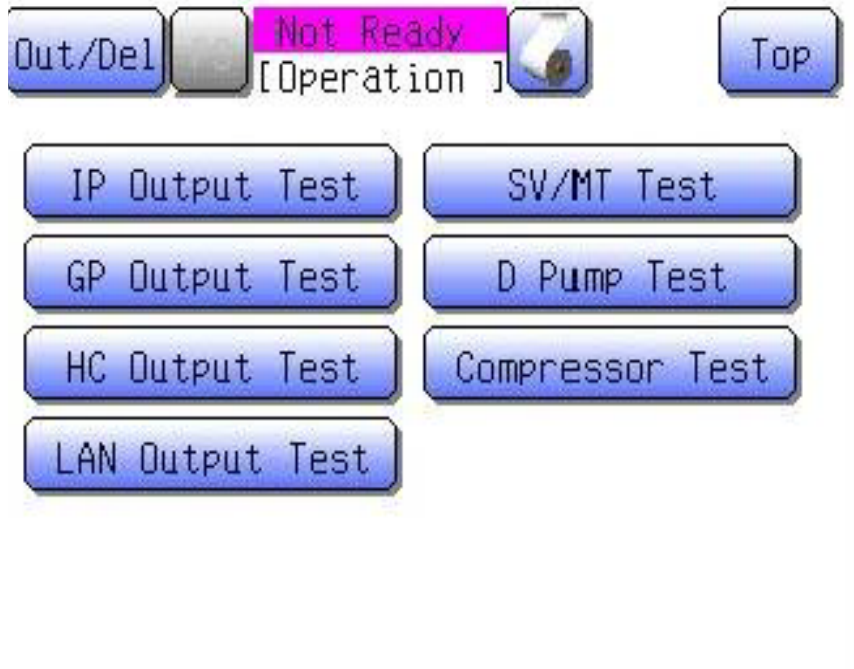 Out/Del
Not Ready
[Operation ]
Top
IP Output Test
SV/MT Test
GP Output Test
D Pump Test
HC Output Test
Compressor Test
LAN Output Test